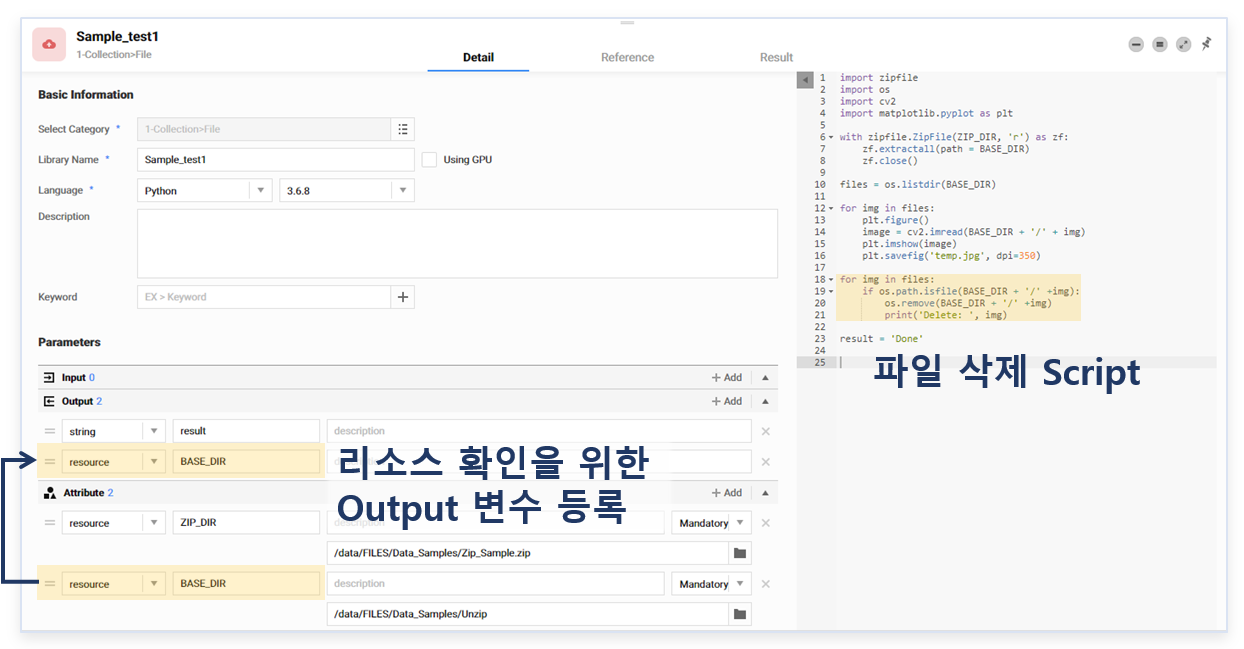 Sample_test1
1-Collection>File
Detail
Reference
Result
Basic Information
Select Category *
1-Collection>File
Library Name *
Sample_test1
Using GPU
Language *
Python
3.6.8
Description
Keyword
EX > Keyword
Parameters
Input 0
+ Add
Output 2
+ Add
string
result
description
resource
BASE_DIR
리소스 확인을 위한
Output 변수 등록
Attribute 2
+ Add
resource
ZIP_DIR
Mandatory
/data/FILES/Data_Samples/Zip_Sample.zip
resource
BASE_DIR
description
Mandatory
/data/FILES/Data_Samples/Unzip
1 import zipfile
2 import os
3 import cv2
4 import matplotlib.pyplot as plt
5
6 with zipfile.ZipFile(ZIP_DIR, 'r') as zf:
7 zf.extractall(path = BASE_DIR)
8 zf.close()
9
10 files = os.listdir(BASE_DIR)
11
12 for img in files:
13 plt.figure()
14 image = cv2.imread(BASE_DIR + '/' + img)
15 plt.imshow(image)
16 plt.savefig('temp.jpg', dpi=350)
17
18 for img in files:
19 if os.path.isfile(BASE_DIR + '/' +img):
20 os.remove(BASE_DIR + '/' +img)
21 print('Delete: ', img)
22
23 result = 'Done'
24
25
파일 삭제 Script